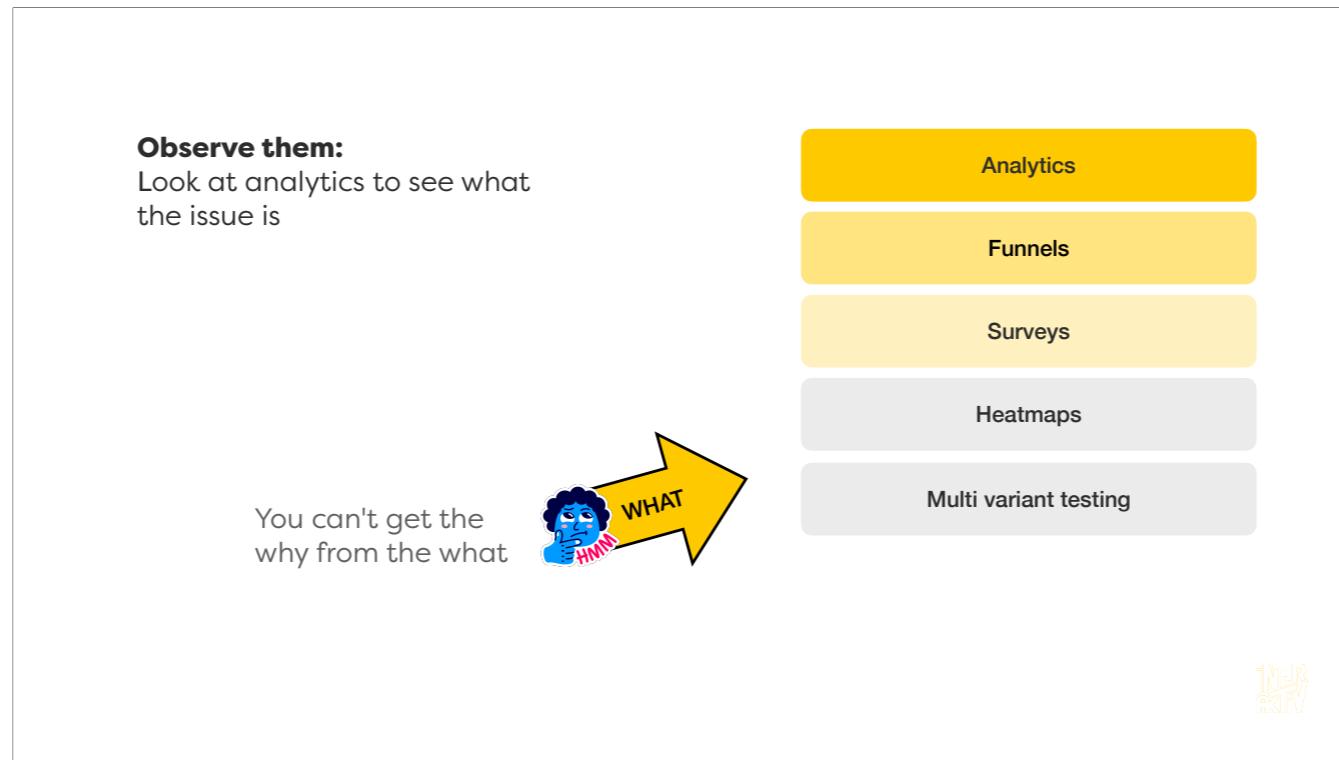 Observe them:
Look at analytics to see what
the issue is
Analytics
Funnels
Surveys
Heatmaps
Multi variant testing
You can't get the
why from the what
HMM
WHAT